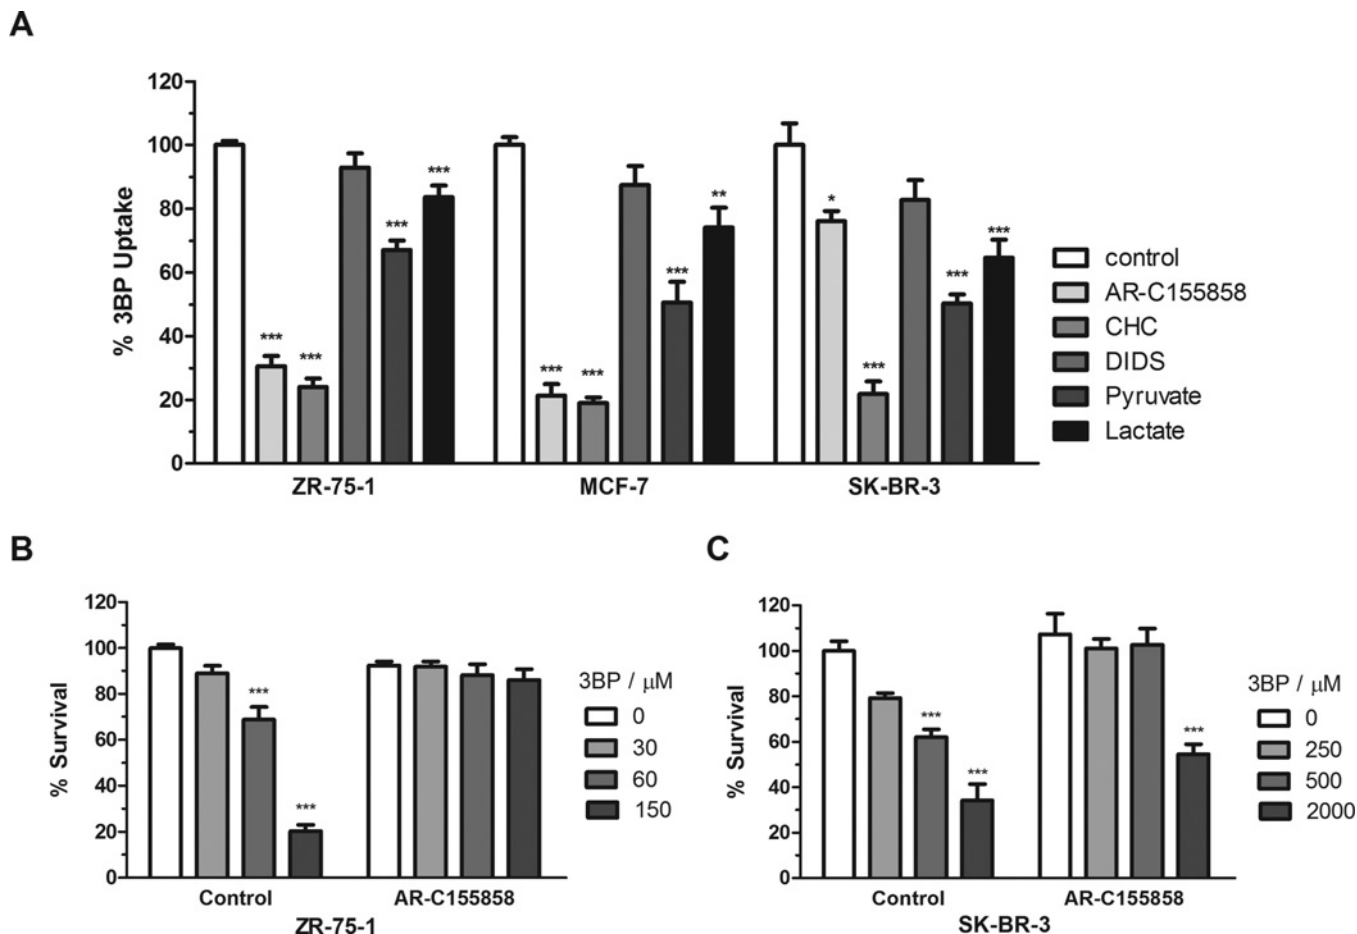 A
120
100
80
60
40
20
0
% 3BP Uptake
***
***
***
***
***
***
***
**
*
***
***
***
ZR-75-1
MCF-7
SK-BR-3
control
AR-C155858
CHC
DIDS
Pyruvate
Lactate
B
120
100
80
60
40
20
0
% Survival
***
***
Control
AR-C155858
ZR-75-1
3BP / μM
0
30
60
150
C
120
100
80
60
40
20
0
% Survival
***
***
***
Control
AR-C155858
SK-BR-3
3BP / μM
0
250
500
2000